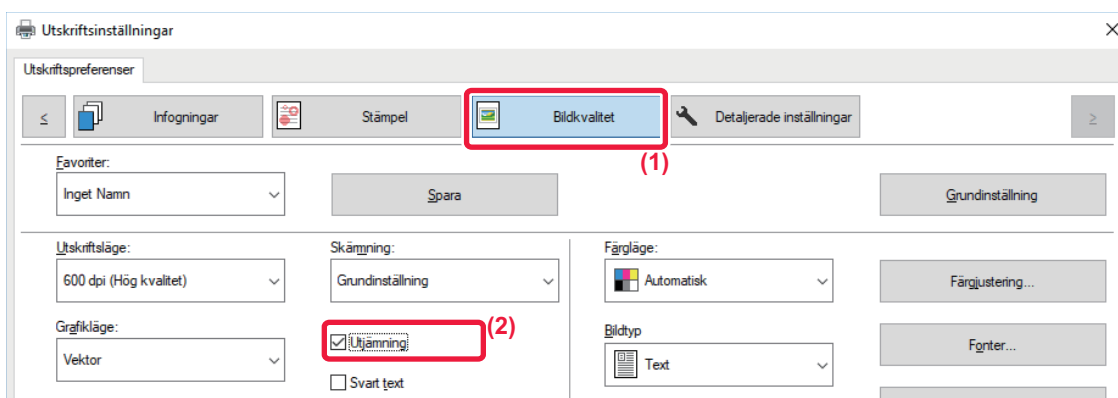 Utskriftsinställningar
Utskriftspreferenser
< Infogningar Stämpel Bildkvalitet Detaljerade inställningar >
(1)
Favoriter:
Inget Namn Spara Grundinställning
Utskriftsläge: Skärmning: Färgläge:
600 dpi (Hög kvalitet) Grundinställning Automatisk Färgjustering...
Grafikläge: (2) Bildtyp
Utjämning Fonter...
Vektor Text
Svart text